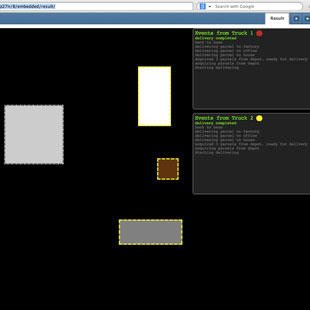 27n/8/embedded/result/
Search with Google
Result
Events from Truck 1
delivery completed
back to base
delivering parcel to factory
delivering parcel to office
delivering parcel to house
acquired 3 parcels from depot, ready for delivery
acquiring parcels from depot
Starting delivering
Events from Truck 2
delivery completed
back to base
delivering parcel to factory
delivering parcel to office
delivering parcel to house
acquired 3 parcels from depot, ready for delivery
acquiring parcels from depot
Starting delivering